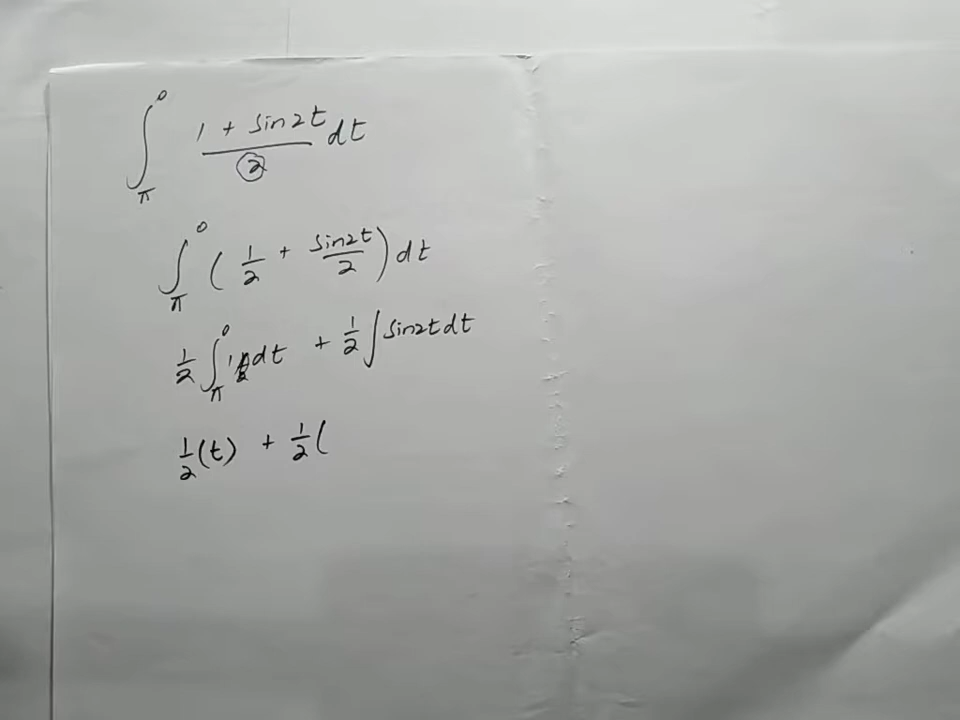 ∫_π^0 (1 + sin2t)/2 dt
∫_π^0 (1/2 + sin2t/2) dt
1/2 ∫_π^0 1 dt + 1/2 ∫ sin2t dt
1/2(t) + 1/2(